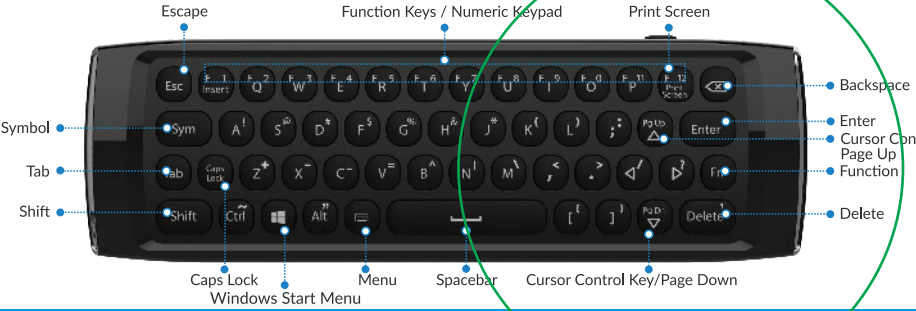 Escape Function Keys / Numeric Keypad Print Screen
Esc Insert Q W E R T Y U I O P Print Screen
Backspace
Symbol Sym A ! S @ D # F $ G % H & J * K ( L ) ; : Pg Up Enter
Enter
Cursor Con
Page Up
Tab Tab Caps Lock Z + X - C V = B ^ N M , < . > Fn
Function
Shift Shift Ctrl ~ Alt " [ { ] } Pg Dn Delete
Delete
Caps Lock Menu Spacebar Cursor Control Key/Page Down
Windows Start Menu